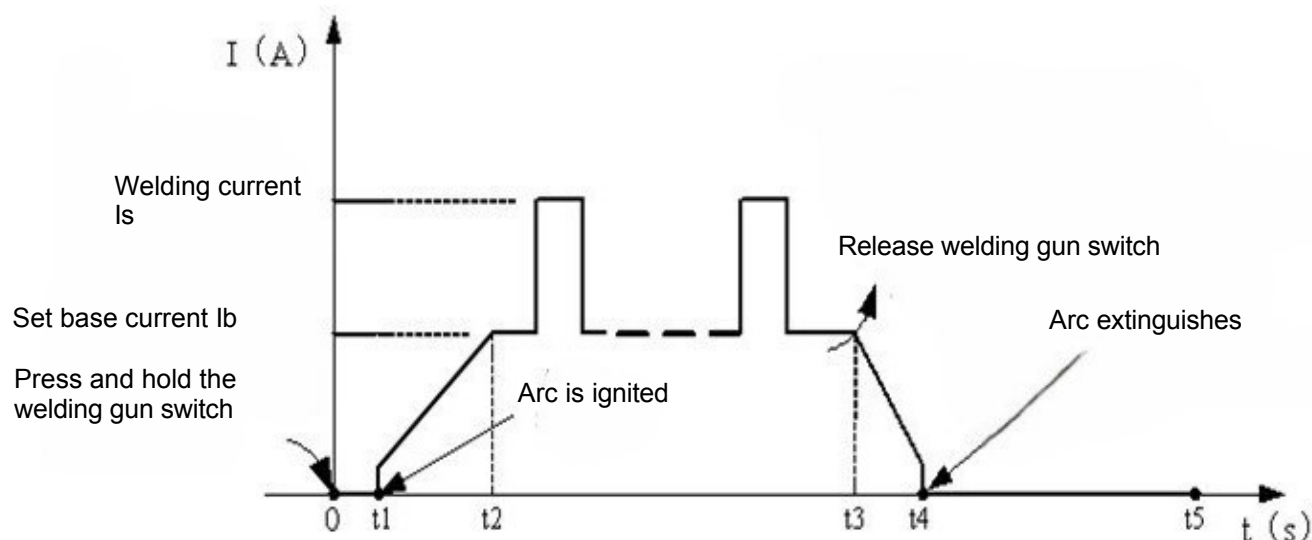 I (A)
Welding current
Is
Release welding gun switch
Set base current Ib
Arc extinguishes
Press and hold the
welding gun switch
Arc is ignited
0
t1
t2
t3
t4
t5
t (s)